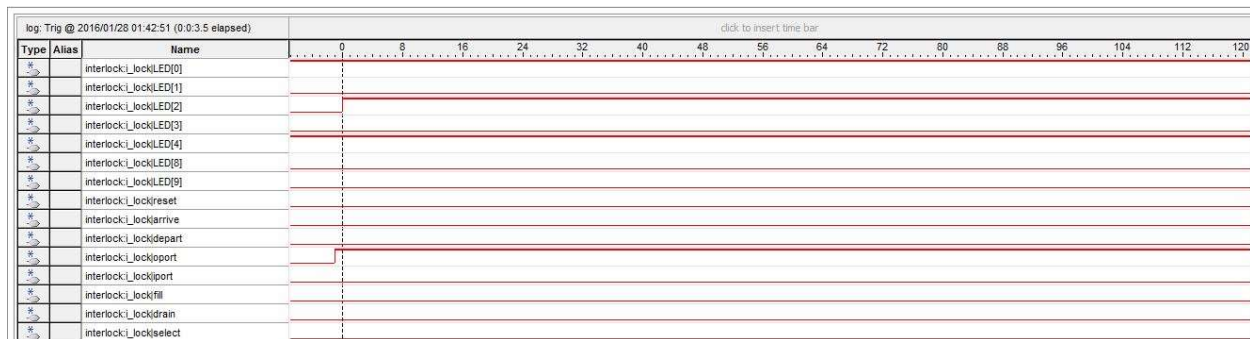 log: Trig @ 2016/01/28 01:42:51 (0:0:3.5 elapsed) click to insert time bar
Type Alias Name 0 8 16 24 32 40 48 56 64 72 80 88 96 104 112 120
interlock:i_lock|LED[0]
interlock:i_lock|LED[1]
interlock:i_lock|LED[2]
interlock:i_lock|LED[3]
interlock:i_lock|LED[4]
interlock:i_lock|LED[8]
interlock:i_lock|LED[9]
interlock:i_lock|reset
interlock:i_lock|arrive
interlock:i_lock|depart
interlock:i_lock|oport
interlock:i_lock|iport
interlock:i_lock|fill
interlock:i_lock|drain
interlock:i_lock|select